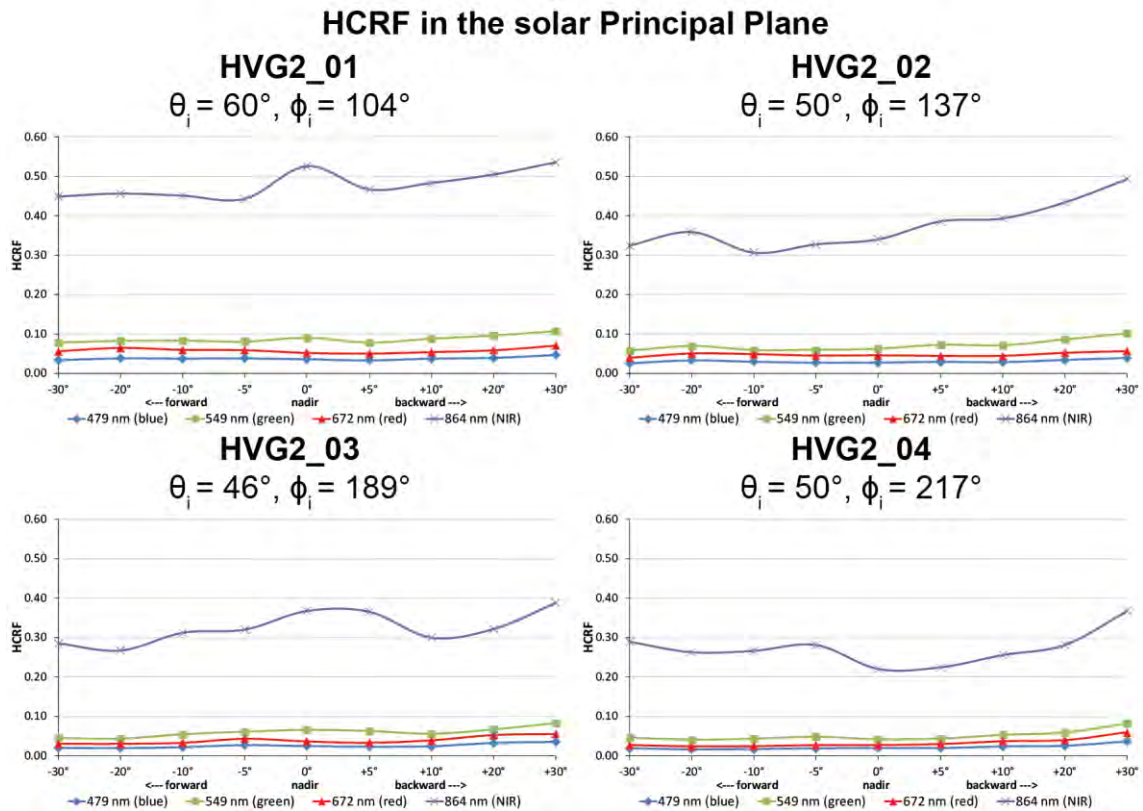 HCRF in the solar Principal Plane
HVG2_01
θi = 60°, ϕi = 104°
0.60
0.50
0.40
0.30
0.20
0.10
0.00
HCRF
-30° -20° -10° -5° 0° +5° +10° +20° +30°
<--- forward nadir backward --->
479 nm (blue) 549 nm (green) 672 nm (red) 864 nm (NIR)
HVG2_02
θi = 50°, ϕi = 137°
0.60
0.50
0.40
0.30
0.20
0.10
0.00
HCRF
-30° -20° -10° -5° 0° +5° +10° +20° +30°
<--- forward nadir backward --->
479 nm (blue) 549 nm (green) 672 nm (red) 864 nm (NIR)
HVG2_03
θi = 46°, ϕi = 189°
0.60
0.50
0.40
0.30
0.20
0.10
0.00
HCRF
-30° -20° -10° -5° 0° +5° +10° +20° +30°
<--- forward nadir backward --->
479 nm (blue) 549 nm (green) 672 nm (red) 864 nm (NIR)
HVG2_04
θi = 50°, ϕi = 217°
0.60
0.50
0.40
0.30
0.20
0.10
0.00
HCRF
-30° -20° -10° -5° 0° +5° +10° +20° +30°
<--- forward nadir backward --->
479 nm (blue) 549 nm (green) 672 nm (red) 864 nm (NIR)